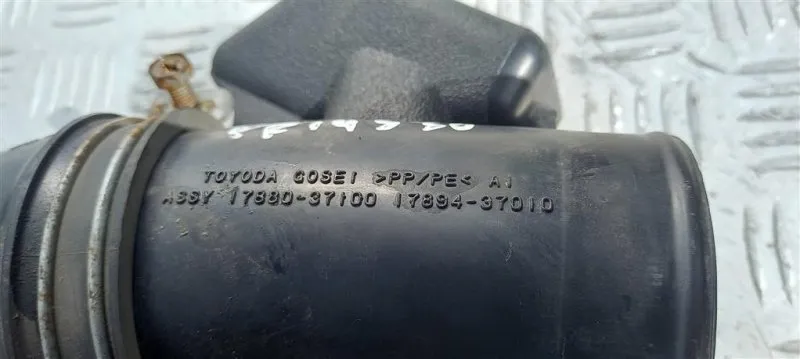 TOYODA GOSEI >PP/PE< A1
ASSY 17880-37100 17894-37010